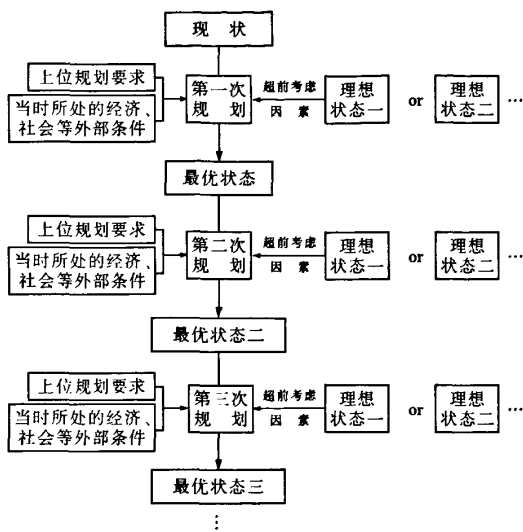 现 状
上位规划要求
当时所处的经济、
社会等外部条件
第一次
规 划
超前考虑
因 素
理想
状态一
or
理想
状态二
…
最优状态
上位规划要求
当时所处的经济、
社会等外部条件
第二次
规 划
超前考虑
因 素
理想
状态一
or
理想
状态二
…
最优状态二
上位规划要求
当时所处的经济、
社会等外部条件
第三次
规 划
超前考虑
因 素
理想
状态一
or
理想
状态二
…
最优状态三
⋮